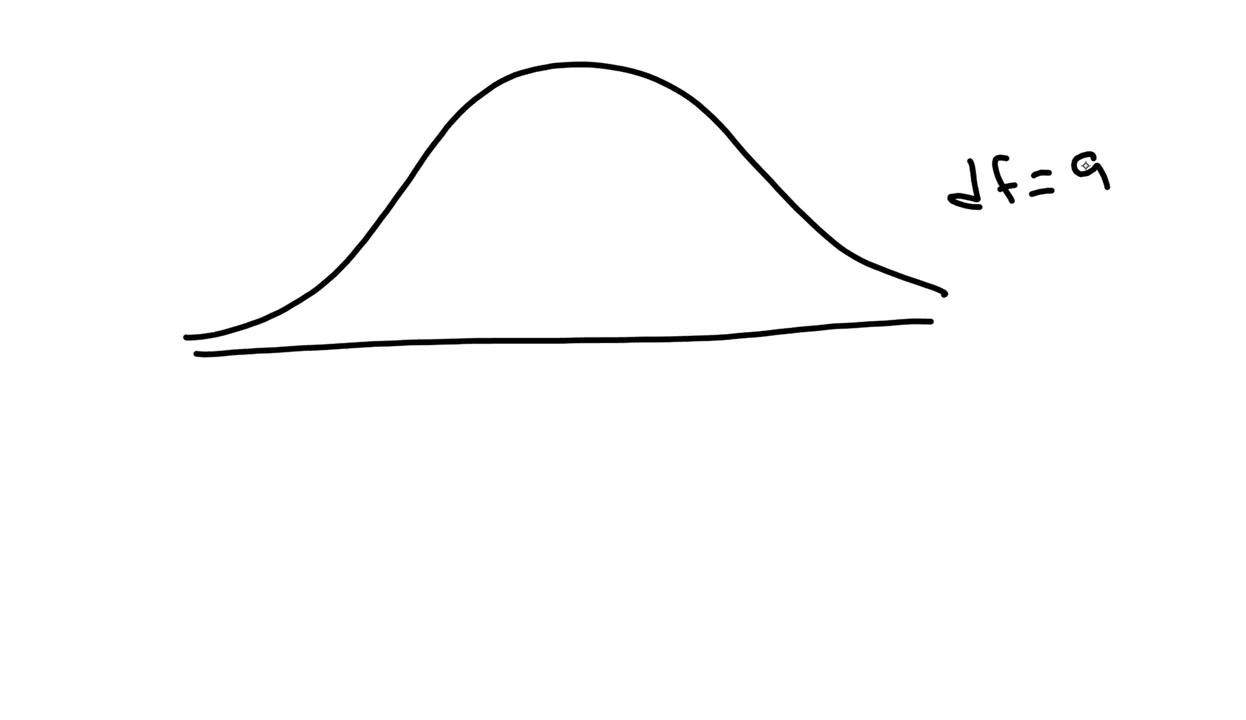 df = 9